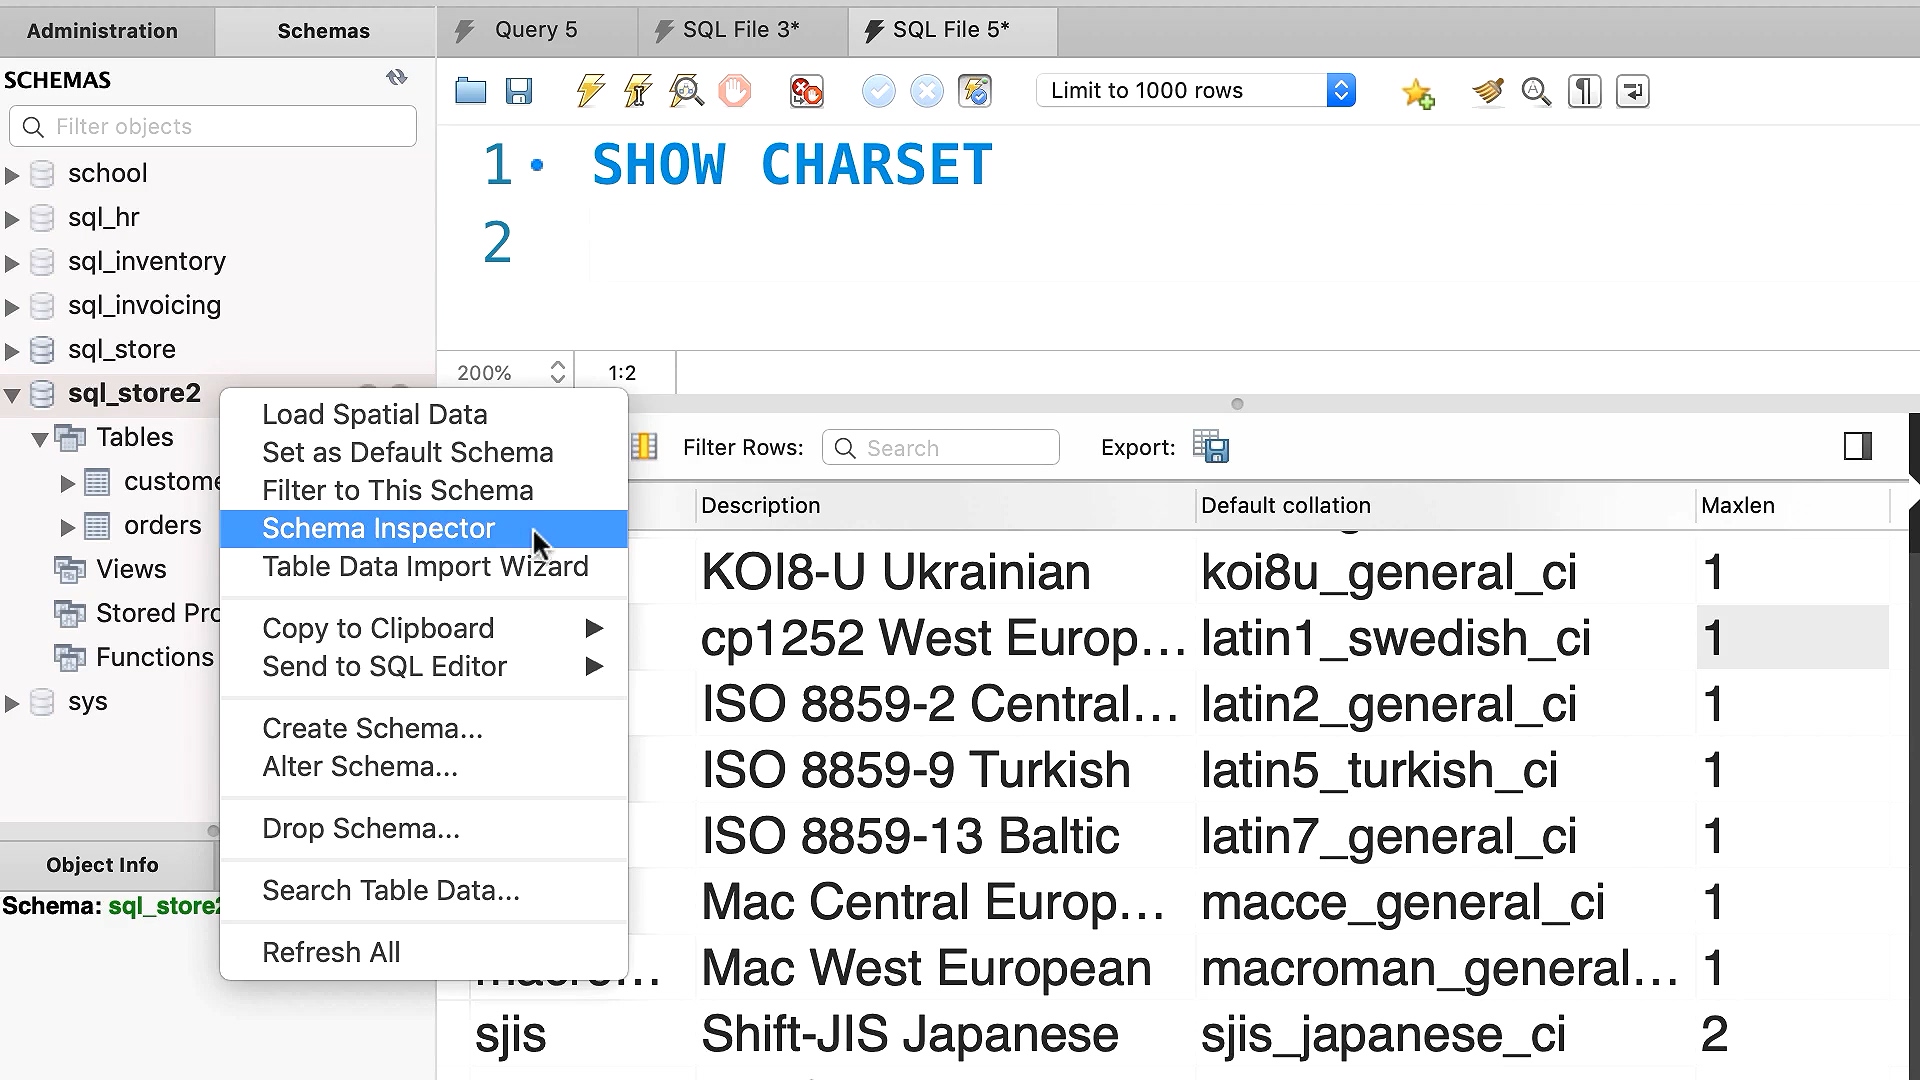 Administration
Schemas
Query 5
SQL File 3*
SQL File 5*
SCHEMAS
Filter objects
Limit to 1000 rows
school
sql_hr
sql_inventory
sql_invoicing
sql_store
sql_store2
Tables
custome
orders
Views
Stored Pro
Functions
sys
Object Info
Schema: sql_store2
1 SHOW CHARSET
2
200%
1:2
Load Spatial Data
Set as Default Schema
Filter to This Schema
Schema Inspector
Table Data Import Wizard
Copy to Clipboard
Send to SQL Editor
Create Schema...
Alter Schema...
Drop Schema...
Search Table Data...
Refresh All
Filter Rows:
Search
Export:
Description Default collation Maxlen
KOI8-U Ukrainian koi8u_general_ci 1
cp1252 West Europ... latin1_swedish_ci 1
ISO 8859-2 Central... latin2_general_ci 1
ISO 8859-9 Turkish latin5_turkish_ci 1
ISO 8859-13 Baltic latin7_general_ci 1
Mac Central Europ... macce_general_ci 1
Mac West European macroman_general... 1
sjis Shift-JIS Japanese sjis_japanese_ci 2